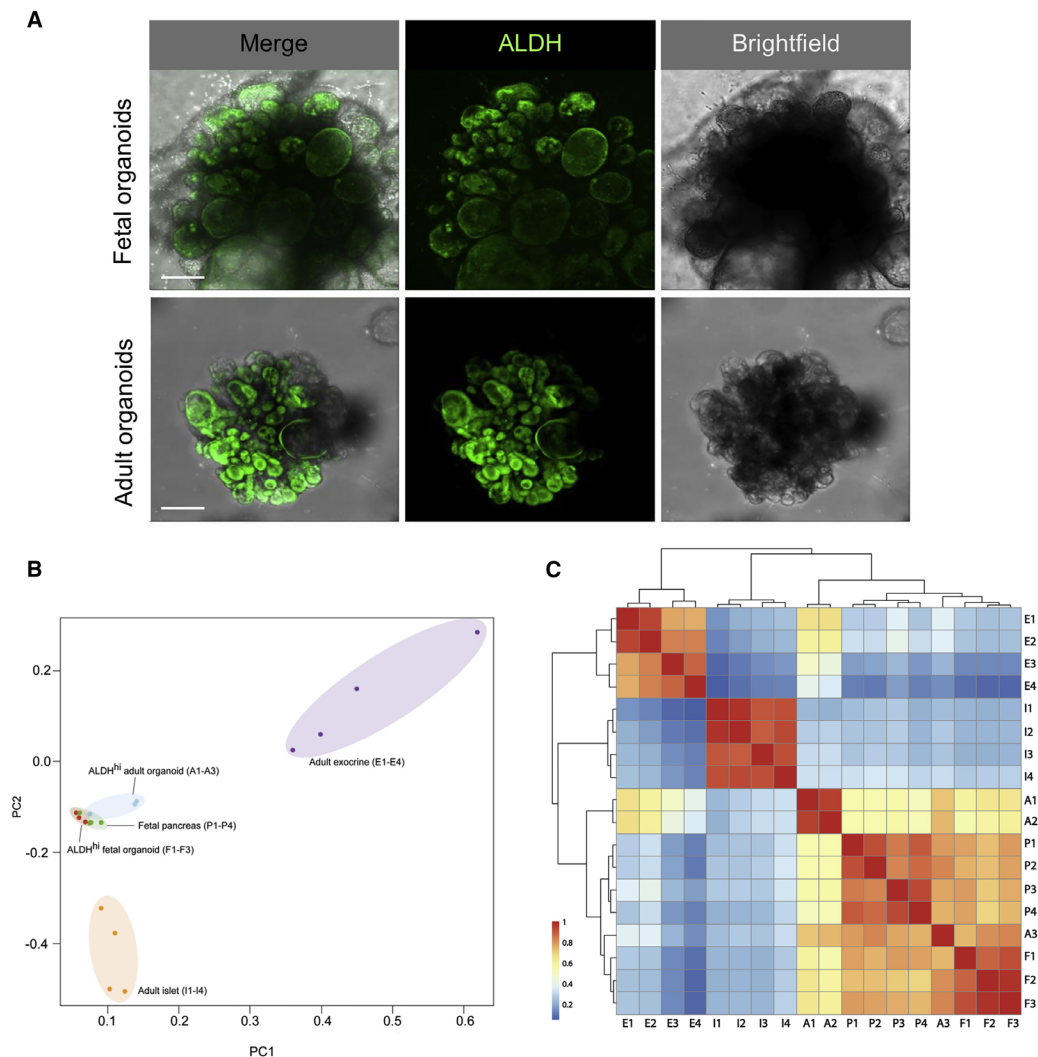 A
Merge
ALDH
Brightfield
Fetal organoids
Adult organoids
B
PC2
0.2
0.0
-0.2
-0.4
Adult exocrine (E1-E4)
ALDHhi adult organoid (A1-A3)
Fetal pancreas (P1-P4)
ALDHhi fetal organoid (F1-F3)
Adult islet (I1-I4)
0.1 0.2 0.3 0.4 0.5 0.6
PC1
C
E1
E2
E3
E4
I1
I2
I3
I4
A1
A2
P1
P2
P3
P4
A3
F1
F2
F3
1
0.8
0.6
0.4
0.2
E1 E2 E3 E4 I1 I2 I3 I4 A1 A2 P1 P2 P3 P4 A3 F1 F2 F3